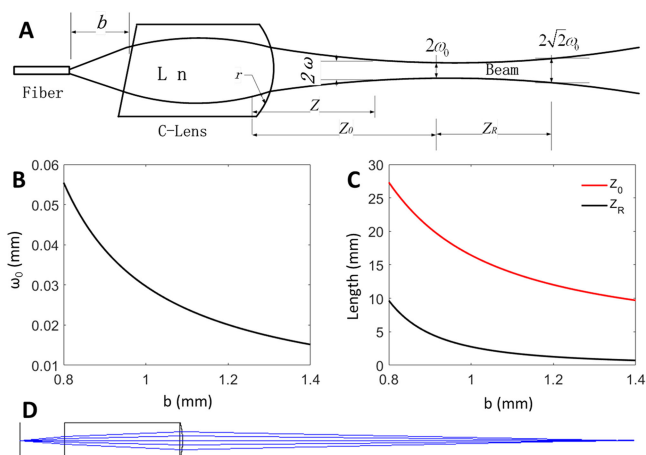 A
b
2ω₀
2√2ω₀
2ω
L n
r
Beam
Fiber
Z
C-Lens
Z₀
Z_R
B
C
0.06
0.05
0.04
0.03
0.02
0.01
ω₀ (mm)
0.8
1
1.2
1.4
b (mm)
30
25
20
15
10
5
0
Length (mm)
Z₀
Z_R
0.8
1
1.2
1.4
b (mm)
D